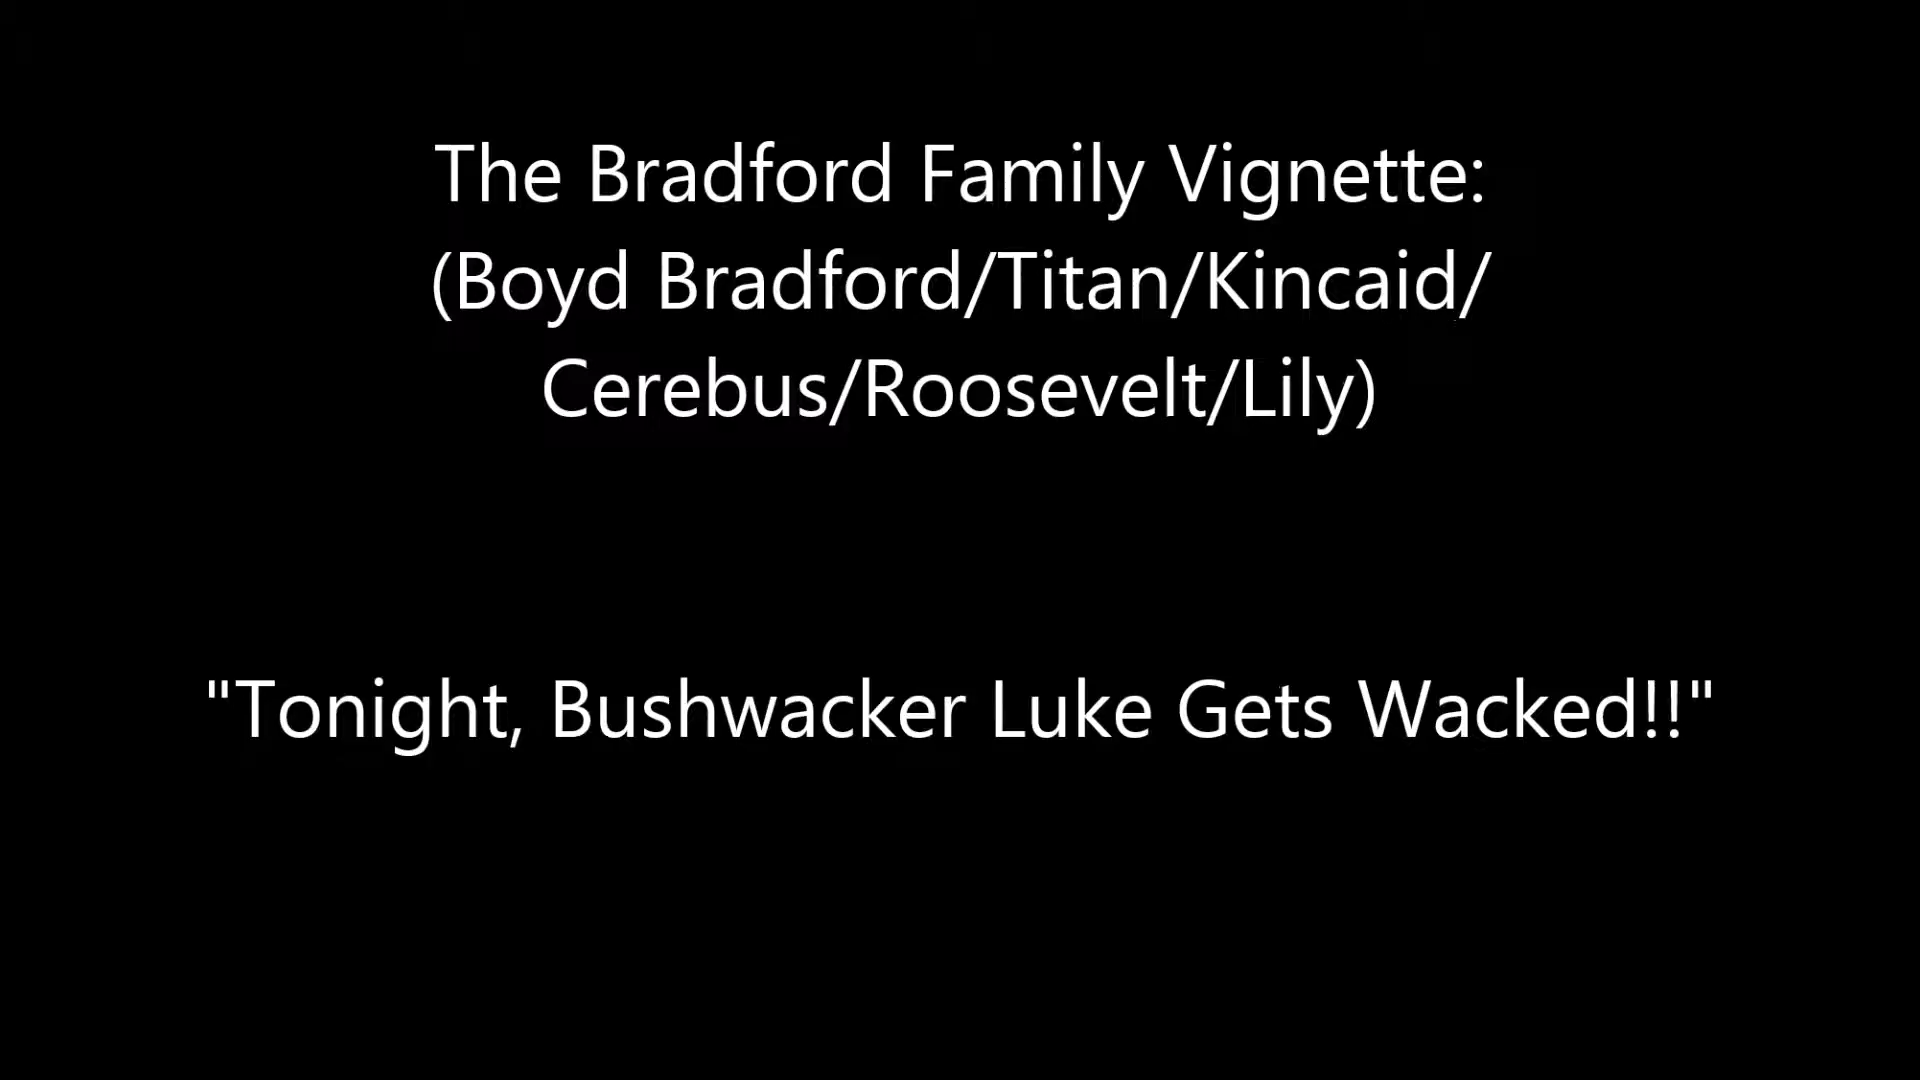 The Bradford Family Vignette:
(Boyd Bradford/Titan/Kincaid/
Cerebus/Roosevelt/Lily)
"Tonight, Bushwacker Luke Gets Wacked!!"